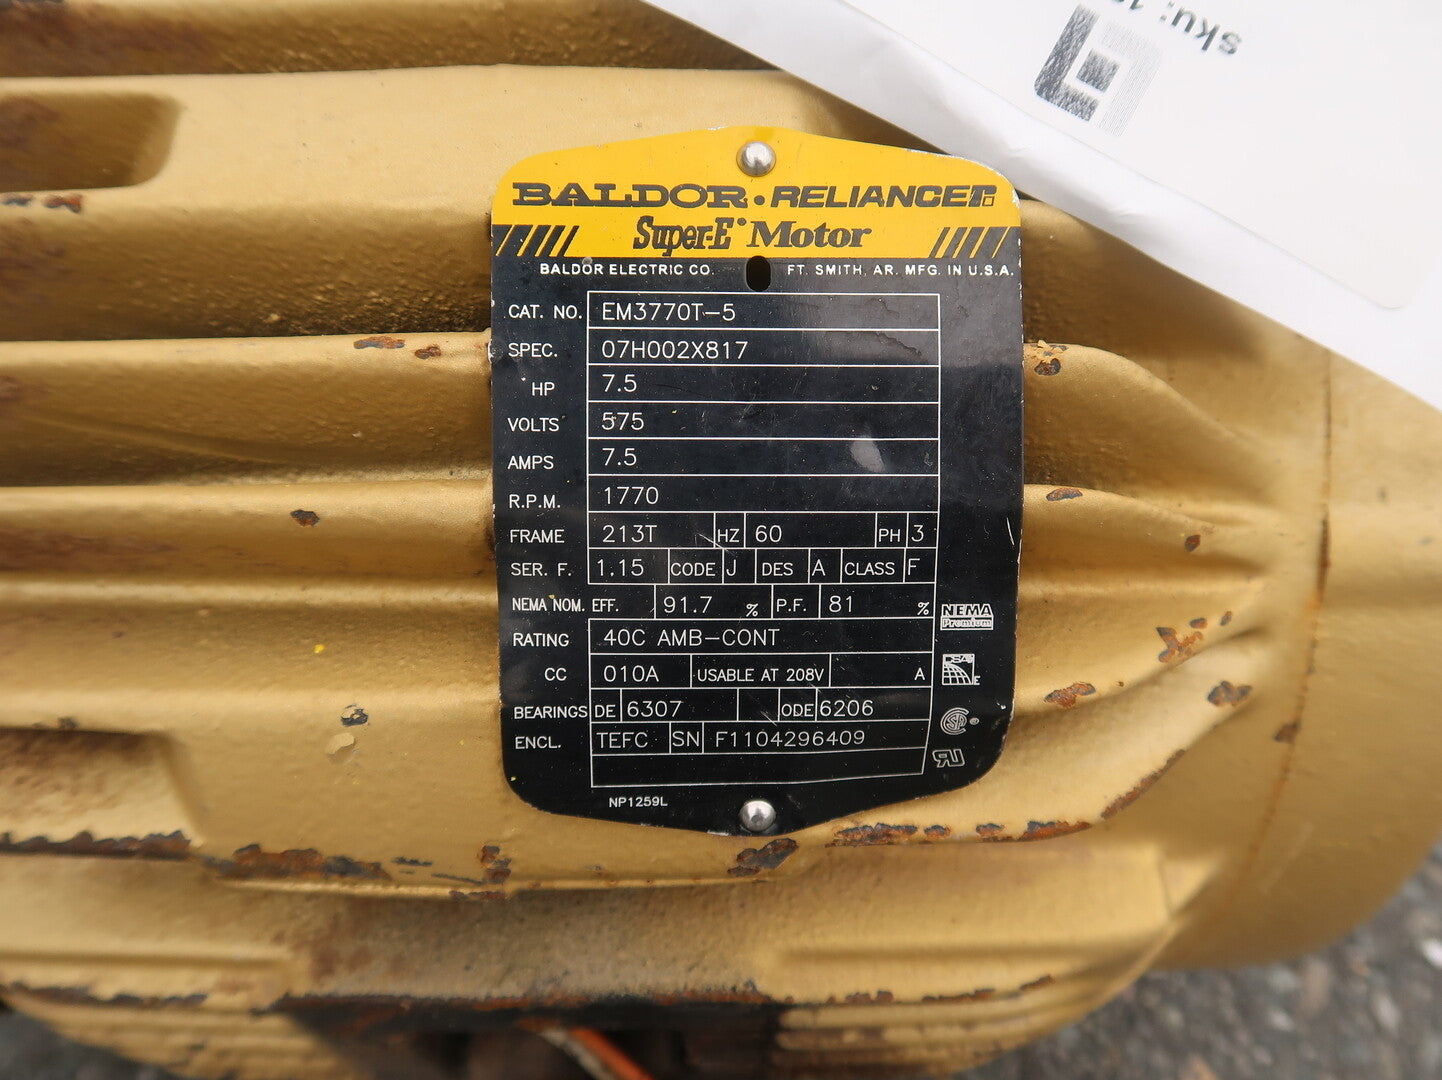 sku:
BALDOR • RELIANCE
Super-E® Motor
BALDOR ELECTRIC CO. FT. SMITH, AR. MFG. IN U.S.A.
CAT. NO. EM3770T-5
SPEC. 07H002X817
HP 7.5
VOLTS 575
AMPS 7.5
R.P.M. 1770
FRAME 213T HZ 60 PH 3
SER. F. 1.15 CODE J DES A CLASS F
NEMA NOM. EFF. 91.7 % P.F. 81 %
NEMA
Premium
RATING 40C AMB-CONT
CC 010A USABLE AT 208V A
BEARINGS DE 6307 ODE 6206
ENCL. TEFC SN F1104296409
NP1259L